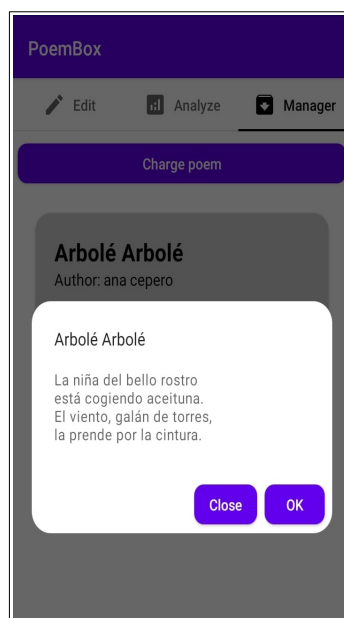 PoemBox
Edit Analyze Manager
Charge poem
Arbolé Arbolé
Author: ana cepero
Arbolé Arbolé
La niña del bello rostro
está cogiendo aceituna.
El viento, galán de torres,
la prende por la cintura.
Close OK